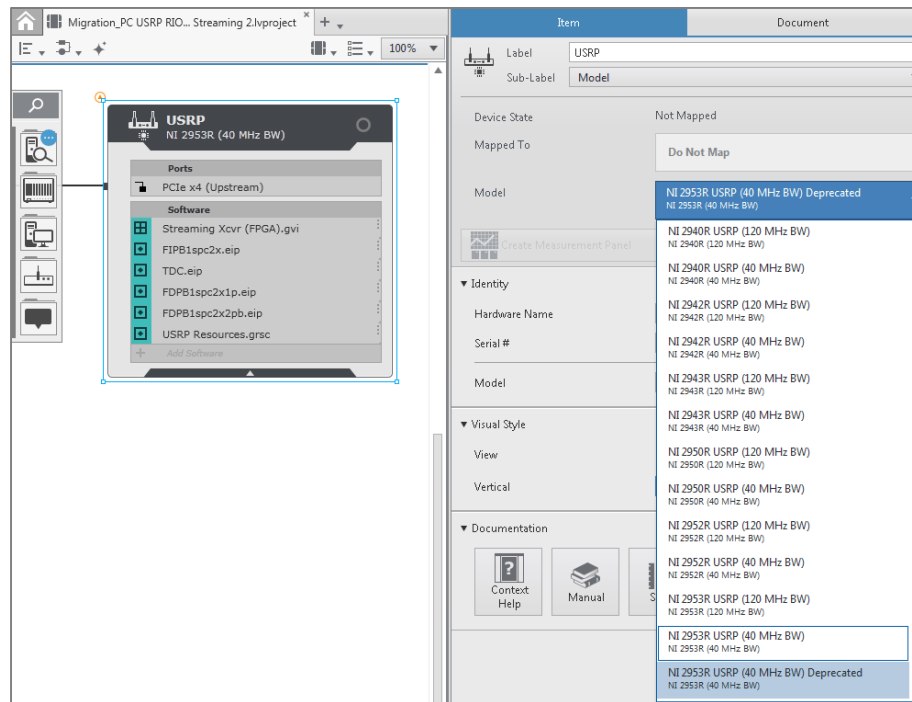 Migration_PC USRP RIO... Streaming 2.lvproject
100%
Item
Document
Label
USRP
Sub-Label
Model
USRP
NI 2953R (40 MHz BW)
Ports
PCIe x4 (Upstream)
Software
Streaming Xcvr (FPGA).gvi
FIPB1spc2x.eip
TDC.eip
FDPB1spc2x1p.eip
FDPB1spc2x2pb.eip
USRP Resources.grsc
Add Software
Device State
Not Mapped
Mapped To
Do Not Map
Model
NI 2953R USRP (40 MHz BW) Deprecated
NI 2953R (40 MHz BW)
Create Measurement Panel
Identity
Hardware Name
Serial #
Model
Visual Style
View
Vertical
Documentation
Context
Help
Manual
S
NI 2940R USRP (120 MHz BW)
NI 2940R (120 MHz BW)
NI 2940R USRP (40 MHz BW)
NI 2940R (40 MHz BW)
NI 2942R USRP (120 MHz BW)
NI 2942R (120 MHz BW)
NI 2942R USRP (40 MHz BW)
NI 2942R (40 MHz BW)
NI 2943R USRP (120 MHz BW)
NI 2943R (120 MHz BW)
NI 2943R USRP (40 MHz BW)
NI 2943R (40 MHz BW)
NI 2950R USRP (120 MHz BW)
NI 2950R (120 MHz BW)
NI 2950R USRP (40 MHz BW)
NI 2950R (40 MHz BW)
NI 2952R USRP (120 MHz BW)
NI 2952R (120 MHz BW)
NI 2952R USRP (40 MHz BW)
NI 2952R (40 MHz BW)
NI 2953R USRP (120 MHz BW)
NI 2953R (120 MHz BW)
NI 2953R USRP (40 MHz BW)
NI 2953R (40 MHz BW)
NI 2953R USRP (40 MHz BW) Deprecated
NI 2953R (40 MHz BW)